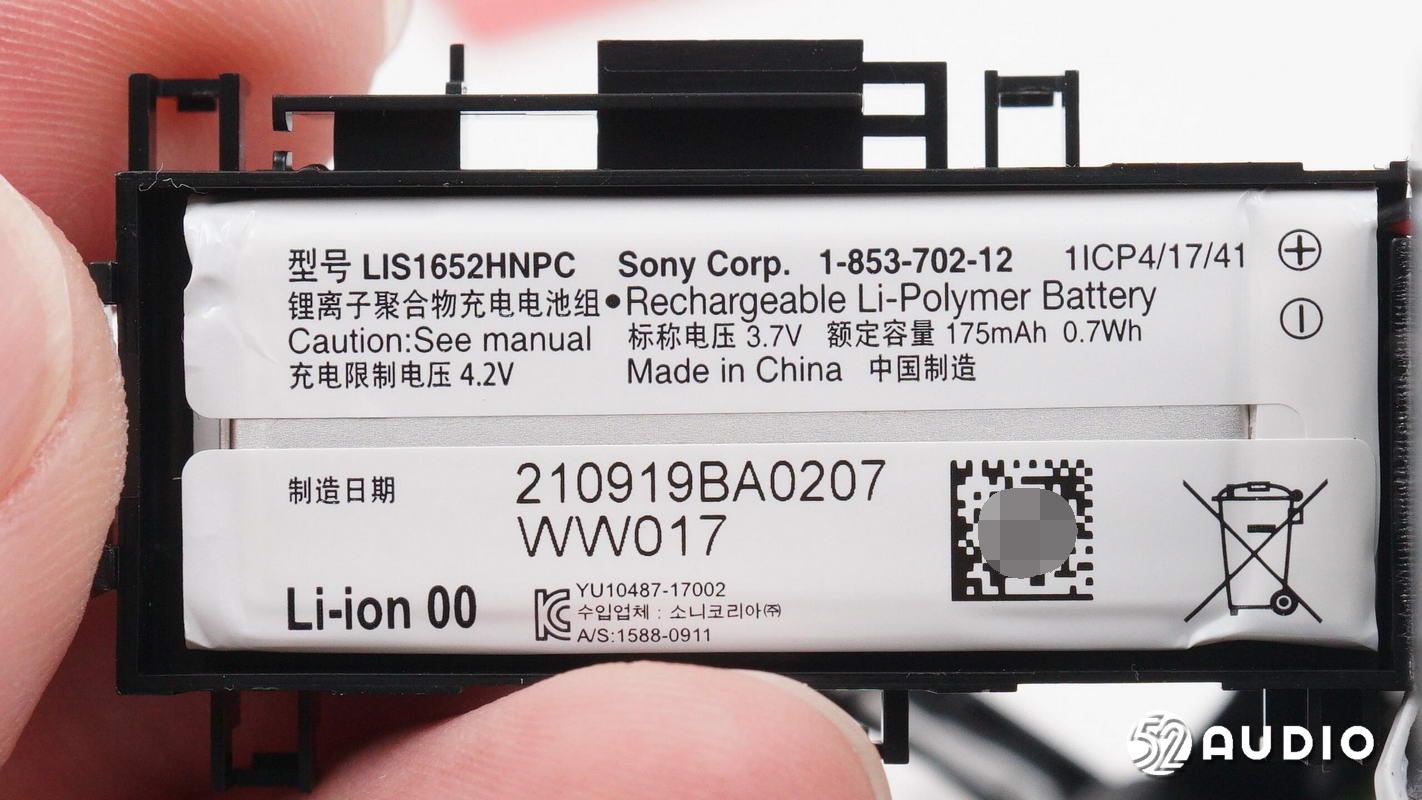 型号 LIS1652HNPC Sony Corp. 1-853-702-12 1ICP4/17/41
锂离子聚合物充电电池组●Rechargeable Li-Polymer Battery
Caution:See manual 标称电压 3.7V 额定容量 175mAh 0.7Wh
充电限制电压 4.2V Made in China 中国制造
制造日期 210919BA0207
WW017
Li-ion 00
YU10487-17002
수입업체 : 소니코리아㈜
A/S:1588-0911
52 AUDIO